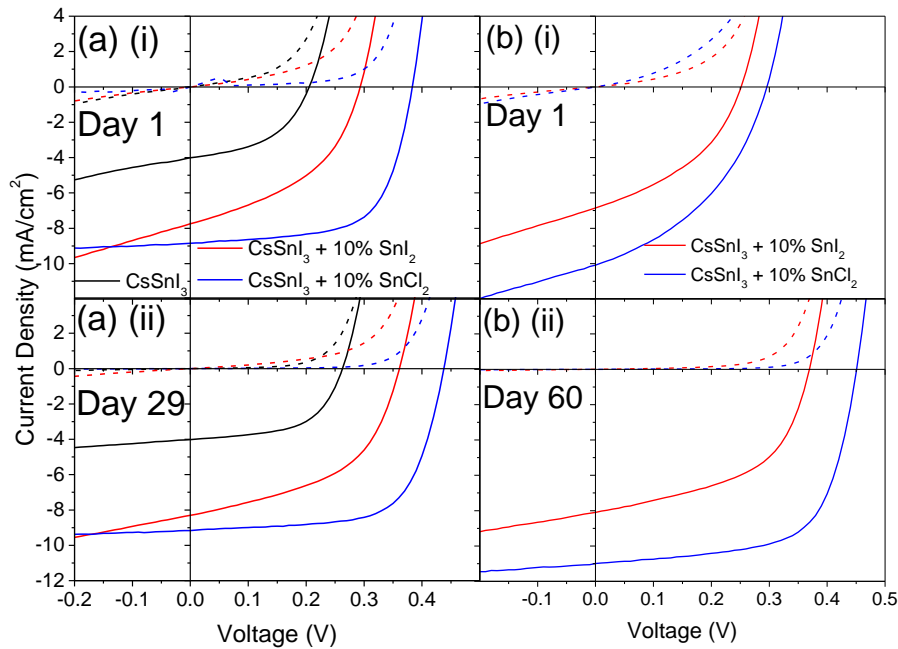 (a) (i)
Day 1
CsSnI3
CsSnI3 + 10% SnI2
CsSnI3 + 10% SnCl2
4
2
0
-2
-4
-6
-8
10
(b) (i)
Day 1
CsSnI3 + 10% SnI2
CsSnI3 + 10% SnCl2
(a) (ii)
Day 29
2
0
-2
-4
-6
-8
-10
-12
(b) (ii)
Day 60
Current Density (mA/cm2)
-0.2 -0.1 0.0 0.1 0.2 0.3 0.4
-0.1 0.0 0.1 0.2 0.3 0.4 0.5
Voltage (V)
Voltage (V)